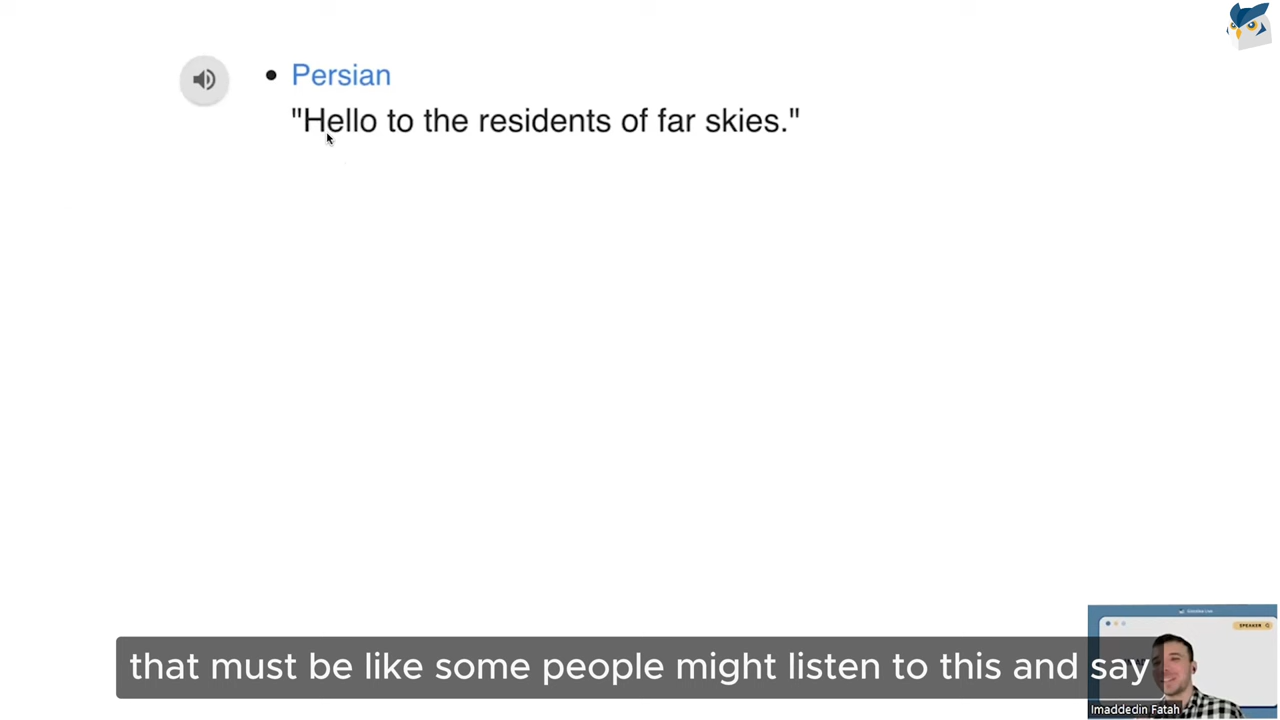 Persian
"Hello to the residents of far skies."
SPEAKER
that must be like some people might listen to this and say
Imaddedin Fatah